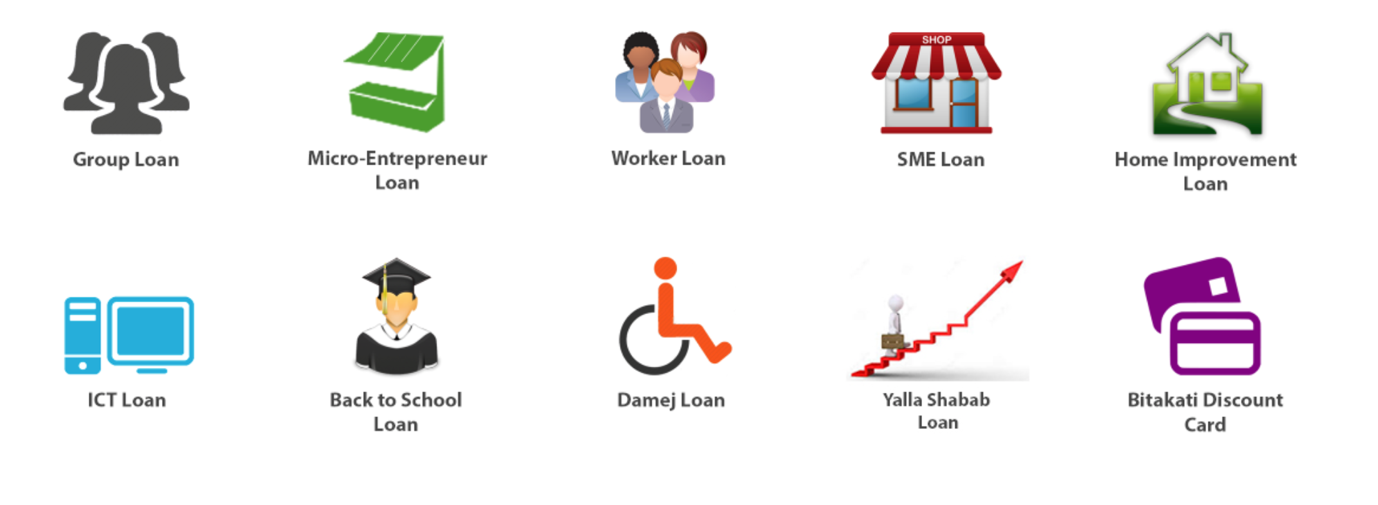 SHOP
Group Loan
Micro-Entrepreneur
Loan
Worker Loan
SME Loan
Home Improvement
Loan
ICT Loan
Back to School
Loan
Damej Loan
Yalla Shabab
Loan
Bitakati Discount
Card